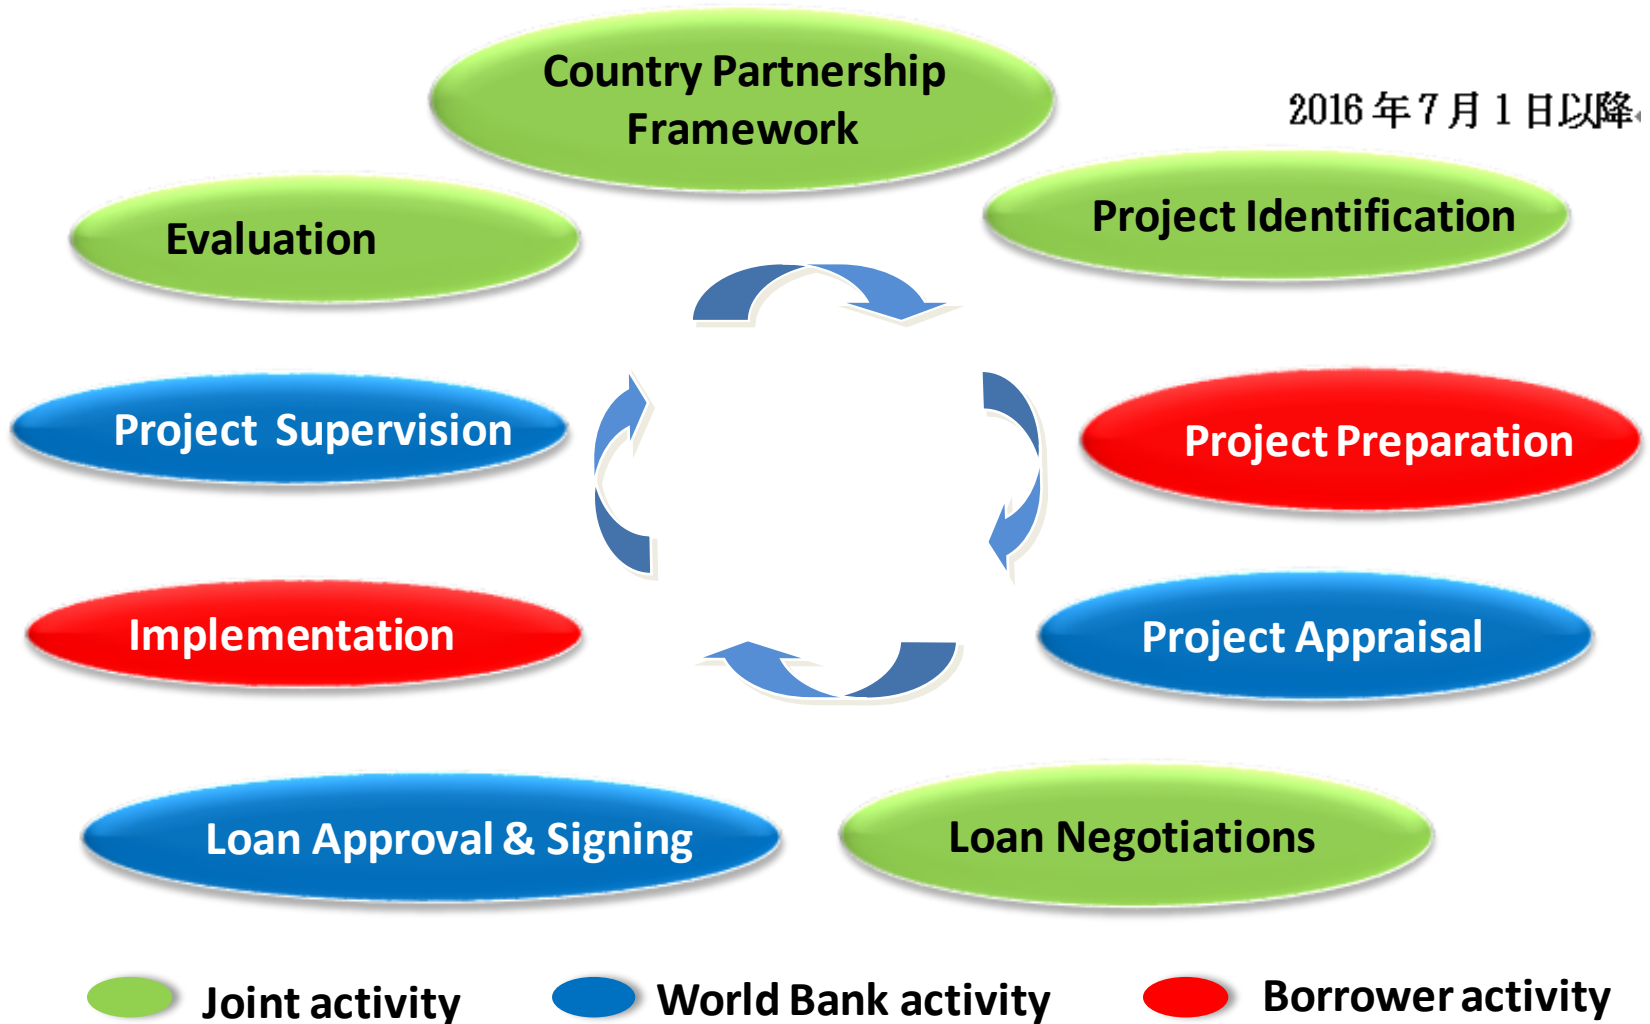 Country Partnership
Framework
2016年7月1日以降
Project Identification
Evaluation
Project Supervision
Project Preparation
Implementation
Project Appraisal
Loan Approval & Signing
Loan Negotiations
Joint activity
World Bank activity
Borrower activity